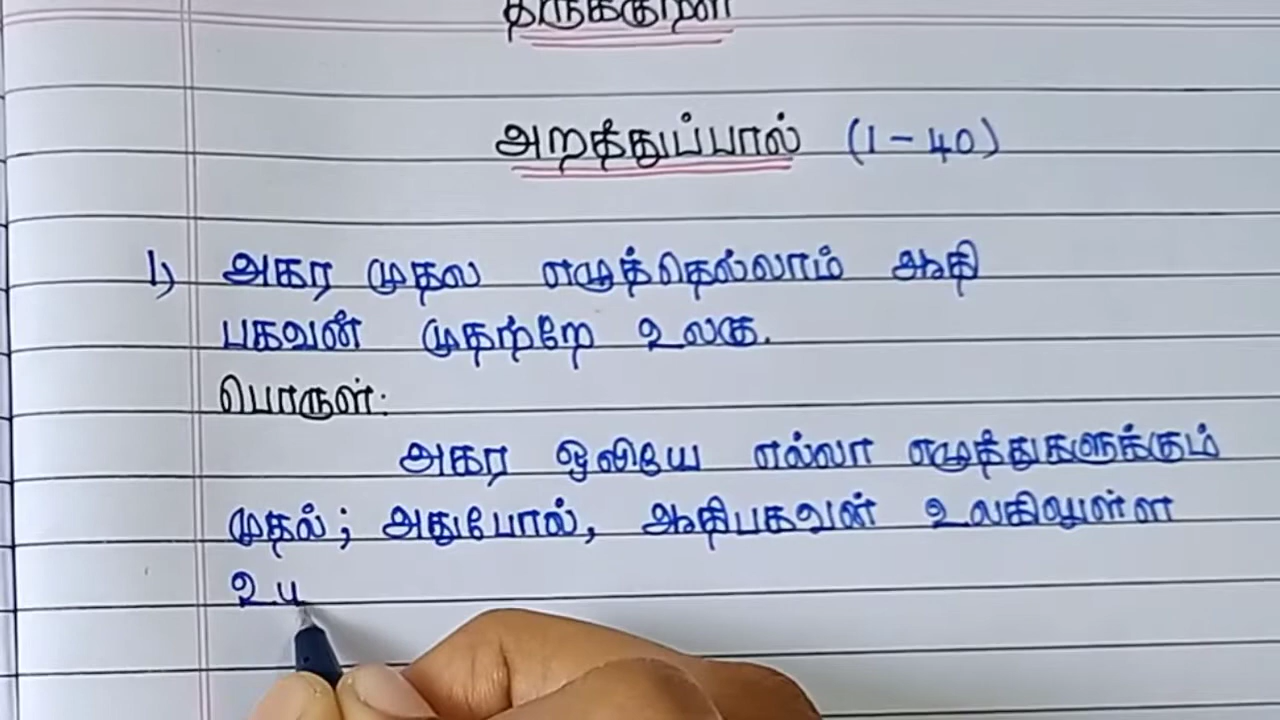 திருக்குறள்
அறத்துப்பால் (1-40)
1) அகர முதல எழுத்தெல்லாம் ஆதி
பகவன் முதற்றே உலகு.
பொருள்:
அகர ஒலியே எல்லா எழுத்துகளுக்கும்
முதல்; அதுபோல், ஆதிபகவன் உலகிலுள்ள